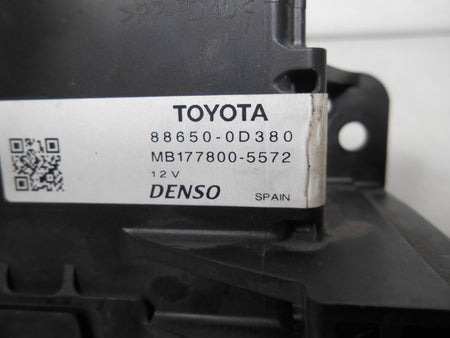 TOYOTA
88650-0D380
MB177800-5572
12V
DENSO SPAIN